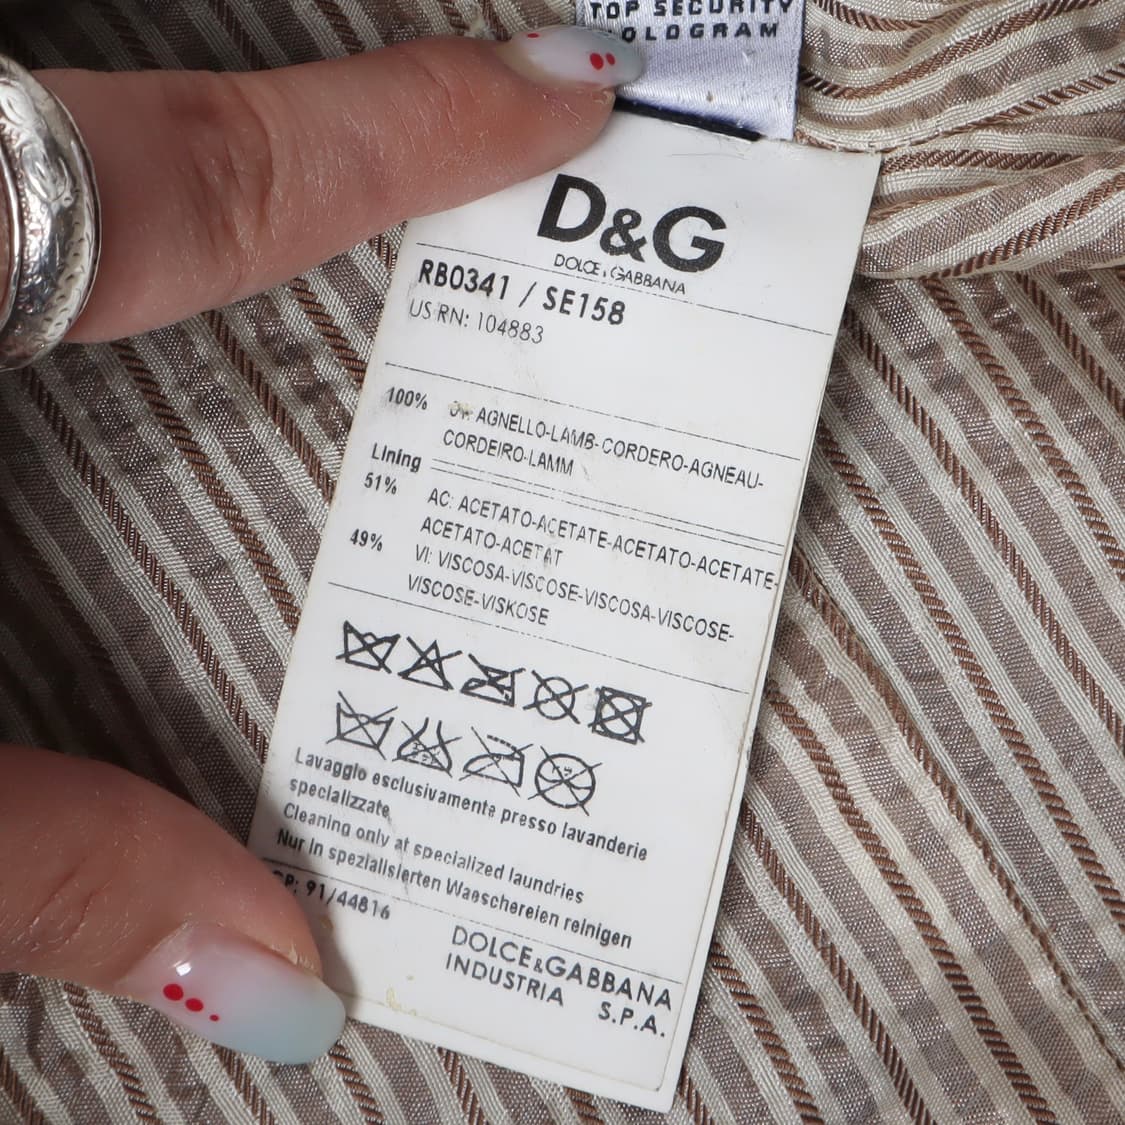 TOP SECURITY
HOLOGRAM
D&G
DOLCE & GABBANA
RB0341 / SE158
US RN: 104883
100% AGNELLO-LAMB-CORDERO-AGNEAU-
CORDEIRO-LAMM
Lining
51% AC: ACETATO-ACETATE-ACETATO-ACETATE-
ACETATO-ACETAT
49% VI: VISCOSA-VISCOSE-VISCOSA-VISCOSE-
VISCOSE-VISKOSE
Lavaggio esclusivamente presso lavanderie
specializzate
Cleaning only at specialized laundries
Nur in spezialisierten Waeschereien reinigen
91/44816
DOLCE&GABBANA
INDUSTRIA S.P.A.